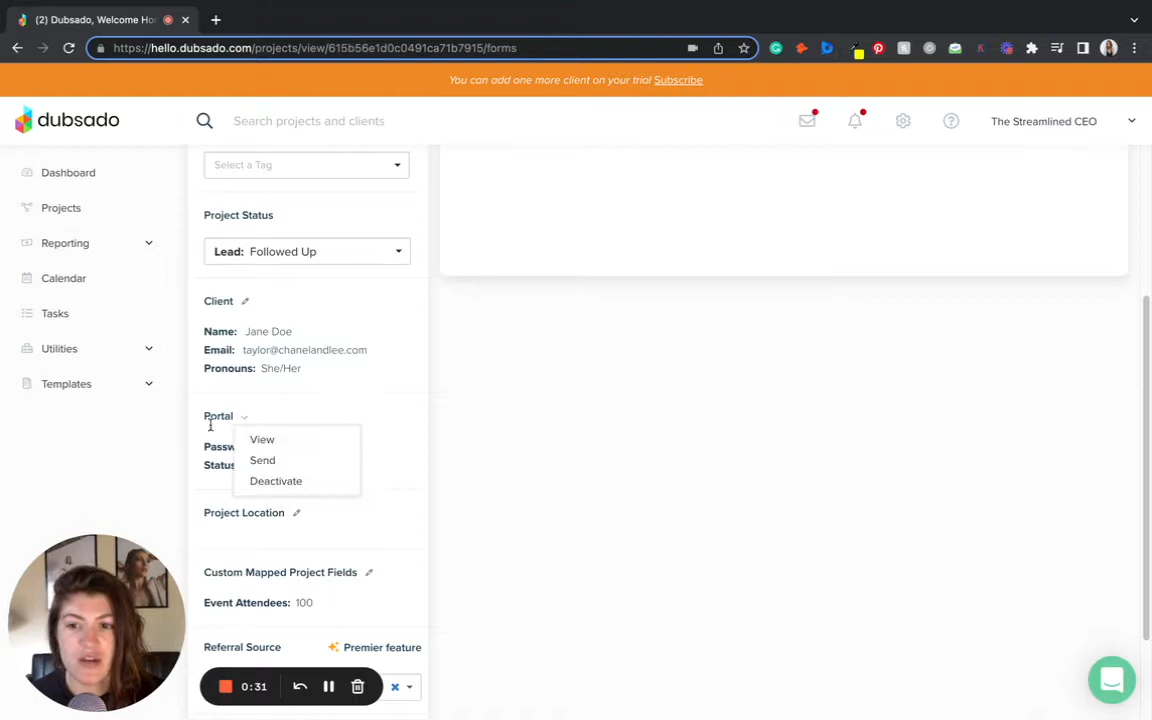 (2) Dubsado, Welcome Ho
https://hello.dubsado.com/projects/view/615b56e1d0c0491ca71b7915/forms
You can add one more client on your trial Subscribe
dubsado
Search projects and clients
The Streamlined CEO
Dashboard
Projects
Reporting
Calendar
Tasks
Utilities
Templates
Select a Tag
Project Status
Lead: Followed Up
Client
Name: Jane Doe
Email: taylor@chanelandlee.com
Pronouns: She/Her
Portal
Passw
Status
View
Send
Deactivate
Project Location
Custom Mapped Project Fields
Event Attendees: 100
Referral Source
Premier feature
0:31